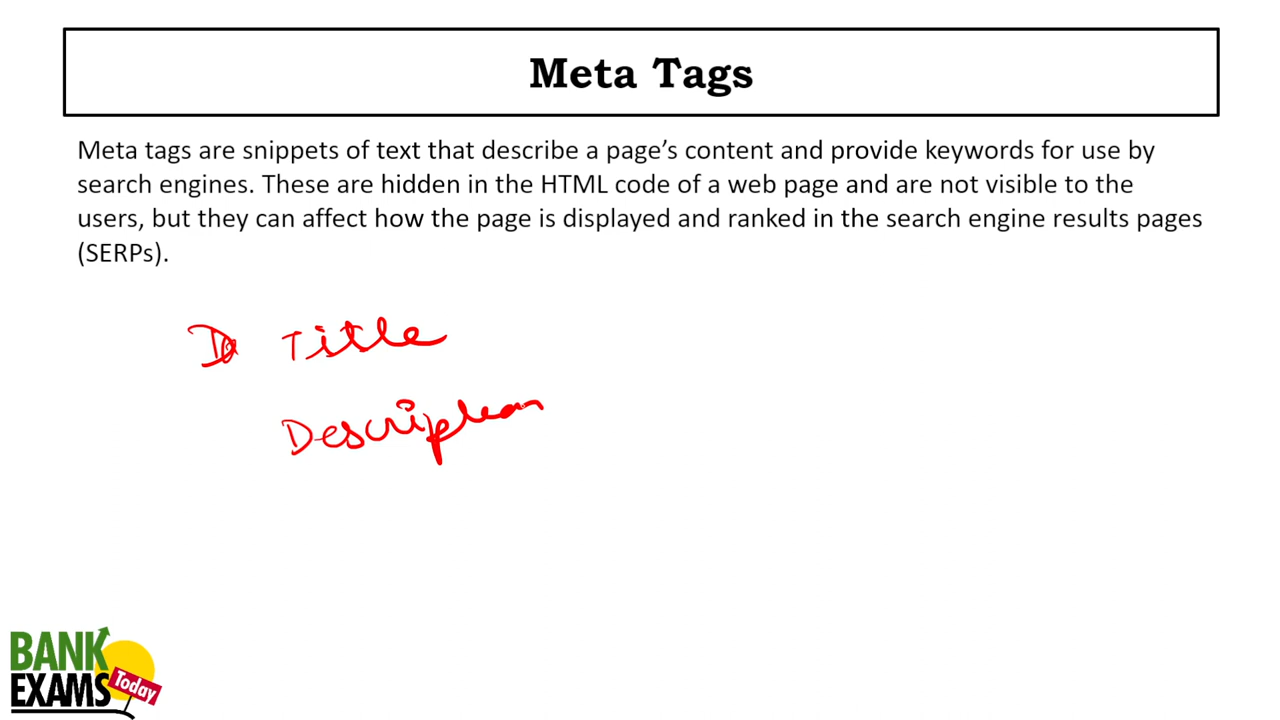 Meta Tags
Meta tags are snippets of text that describe a page's content and provide keywords for use by
search engines. These are hidden in the HTML code of a web page and are not visible to the
users, but they can affect how the page is displayed and ranked in the search engine results pages
(SERPs).
Title
Description
BANK
EXAMS
Today